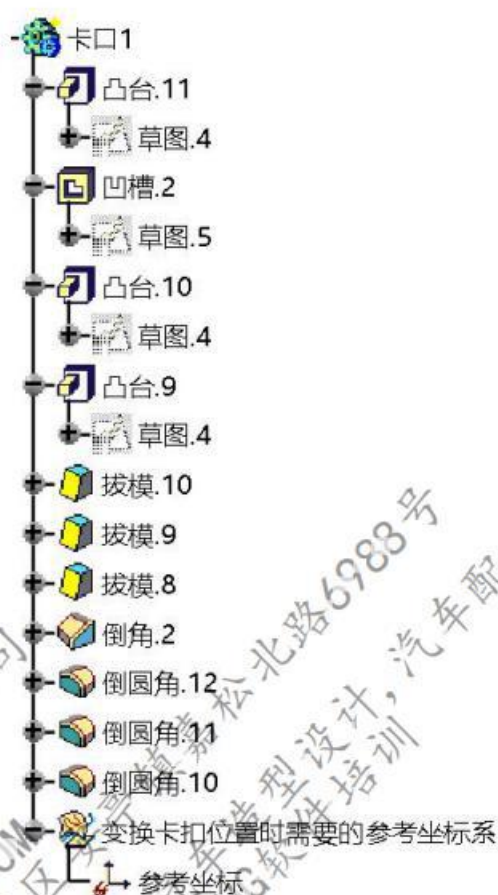 卡口1
凸台.11
草图.4
凹槽.2
草图.5
凸台.10
草图.4
凸台.9
草图.4
拔模.10
拔模.9
拔模.8
倒角.2
倒圆角.12
倒圆角.11
倒圆角.10
变换卡扣位置时需要的参考坐标系
参考坐标